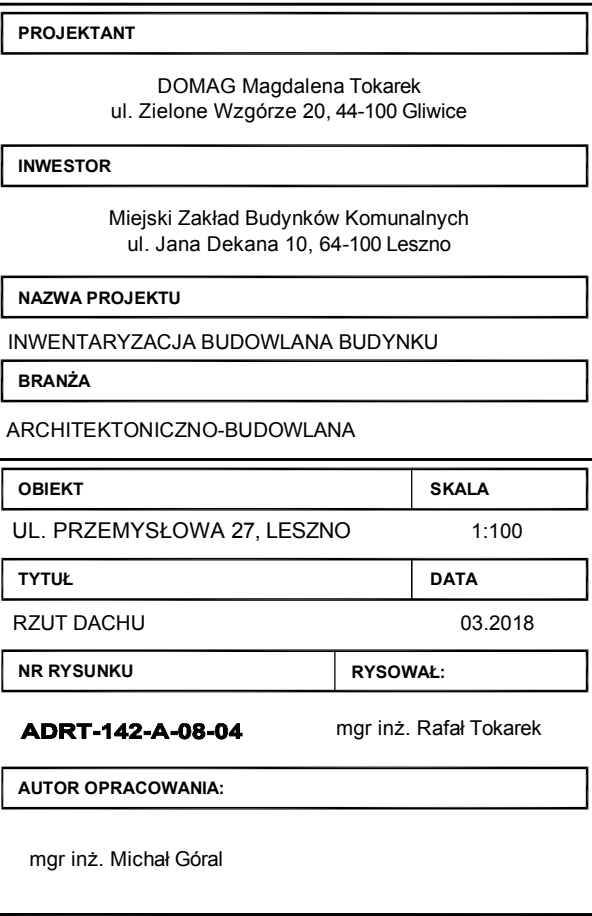 PROJEKTANT
DOMAG Magdalena Tokarek
ul. Zielone Wzgórze 20, 44-100 Gliwice
INWESTOR
Miejski Zakład Budynków Komunalnych
ul. Jana Dekana 10, 64-100 Leszno
NAZWA PROJEKTU
INWENTARYZACJA BUDOWLANA BUDYNKU
BRANŻA
ARCHITEKTONICZNO-BUDOWLANA
OBIEKT SKALA
UL. PRZEMYSŁOWA 27, LESZNO 1:100
TYTUŁ DATA
RZUT DACHU 03.2018
NR RYSUNKU RYSOWAŁ:
ADRT-142-A-08-04 mgr inż. Rafał Tokarek
AUTOR OPRACOWANIA:
mgr inż. Michał Góral